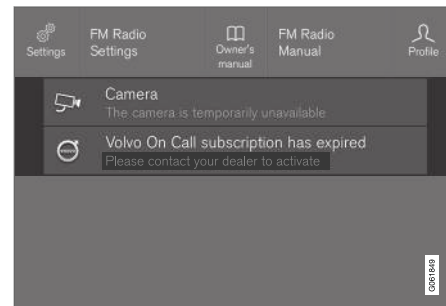 Settings
FM Radio
Settings
Owner's
manual
FM Radio
Manual
Profile
Camera
The camera is temporarily unavailable
Volvo On Call subscription has expired
Please contact your dealer to activate
G061849